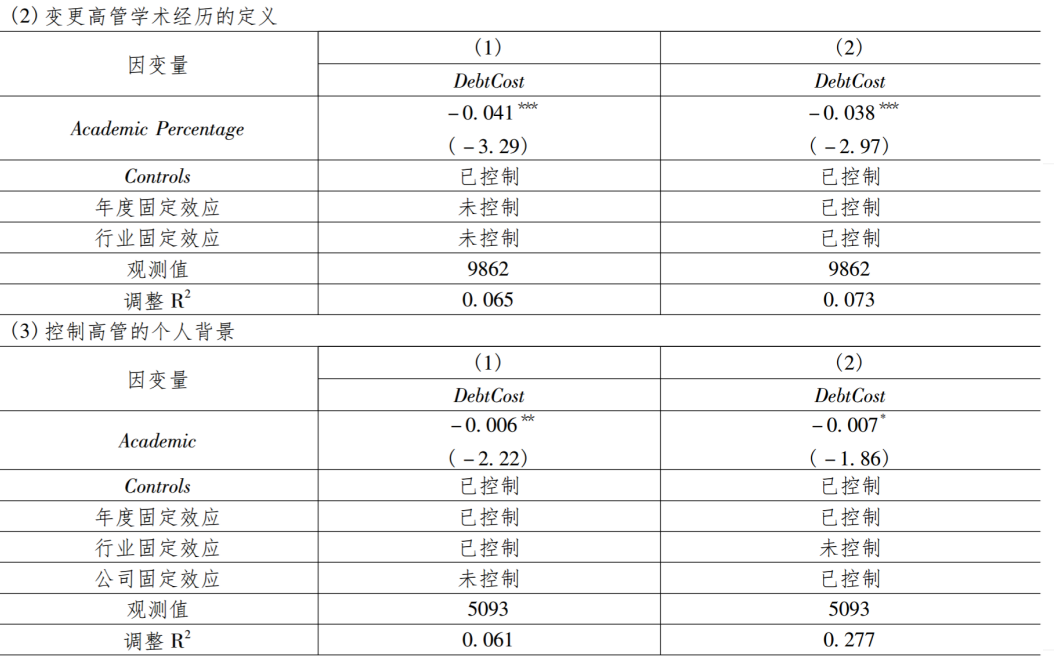 (2)变更高管学术经历的定义
因变量 (1) (2)
DebtCost DebtCost
Academic Percentage -0.041*** -0.038***
(-3.29) (-2.97)
Controls 已控制 已控制
年度固定效应 未控制 已控制
行业固定效应 未控制 已控制
观测值 9862 9862
调整 R² 0.065 0.073
(3)控制高管的个人背景
因变量 (1) (2)
DebtCost DebtCost
Academic -0.006** -0.007*
(-2.22) (-1.86)
Controls 已控制 已控制
年度固定效应 已控制 已控制
行业固定效应 已控制 未控制
公司固定效应 未控制 已控制
观测值 5093 5093
调整 R² 0.061 0.277